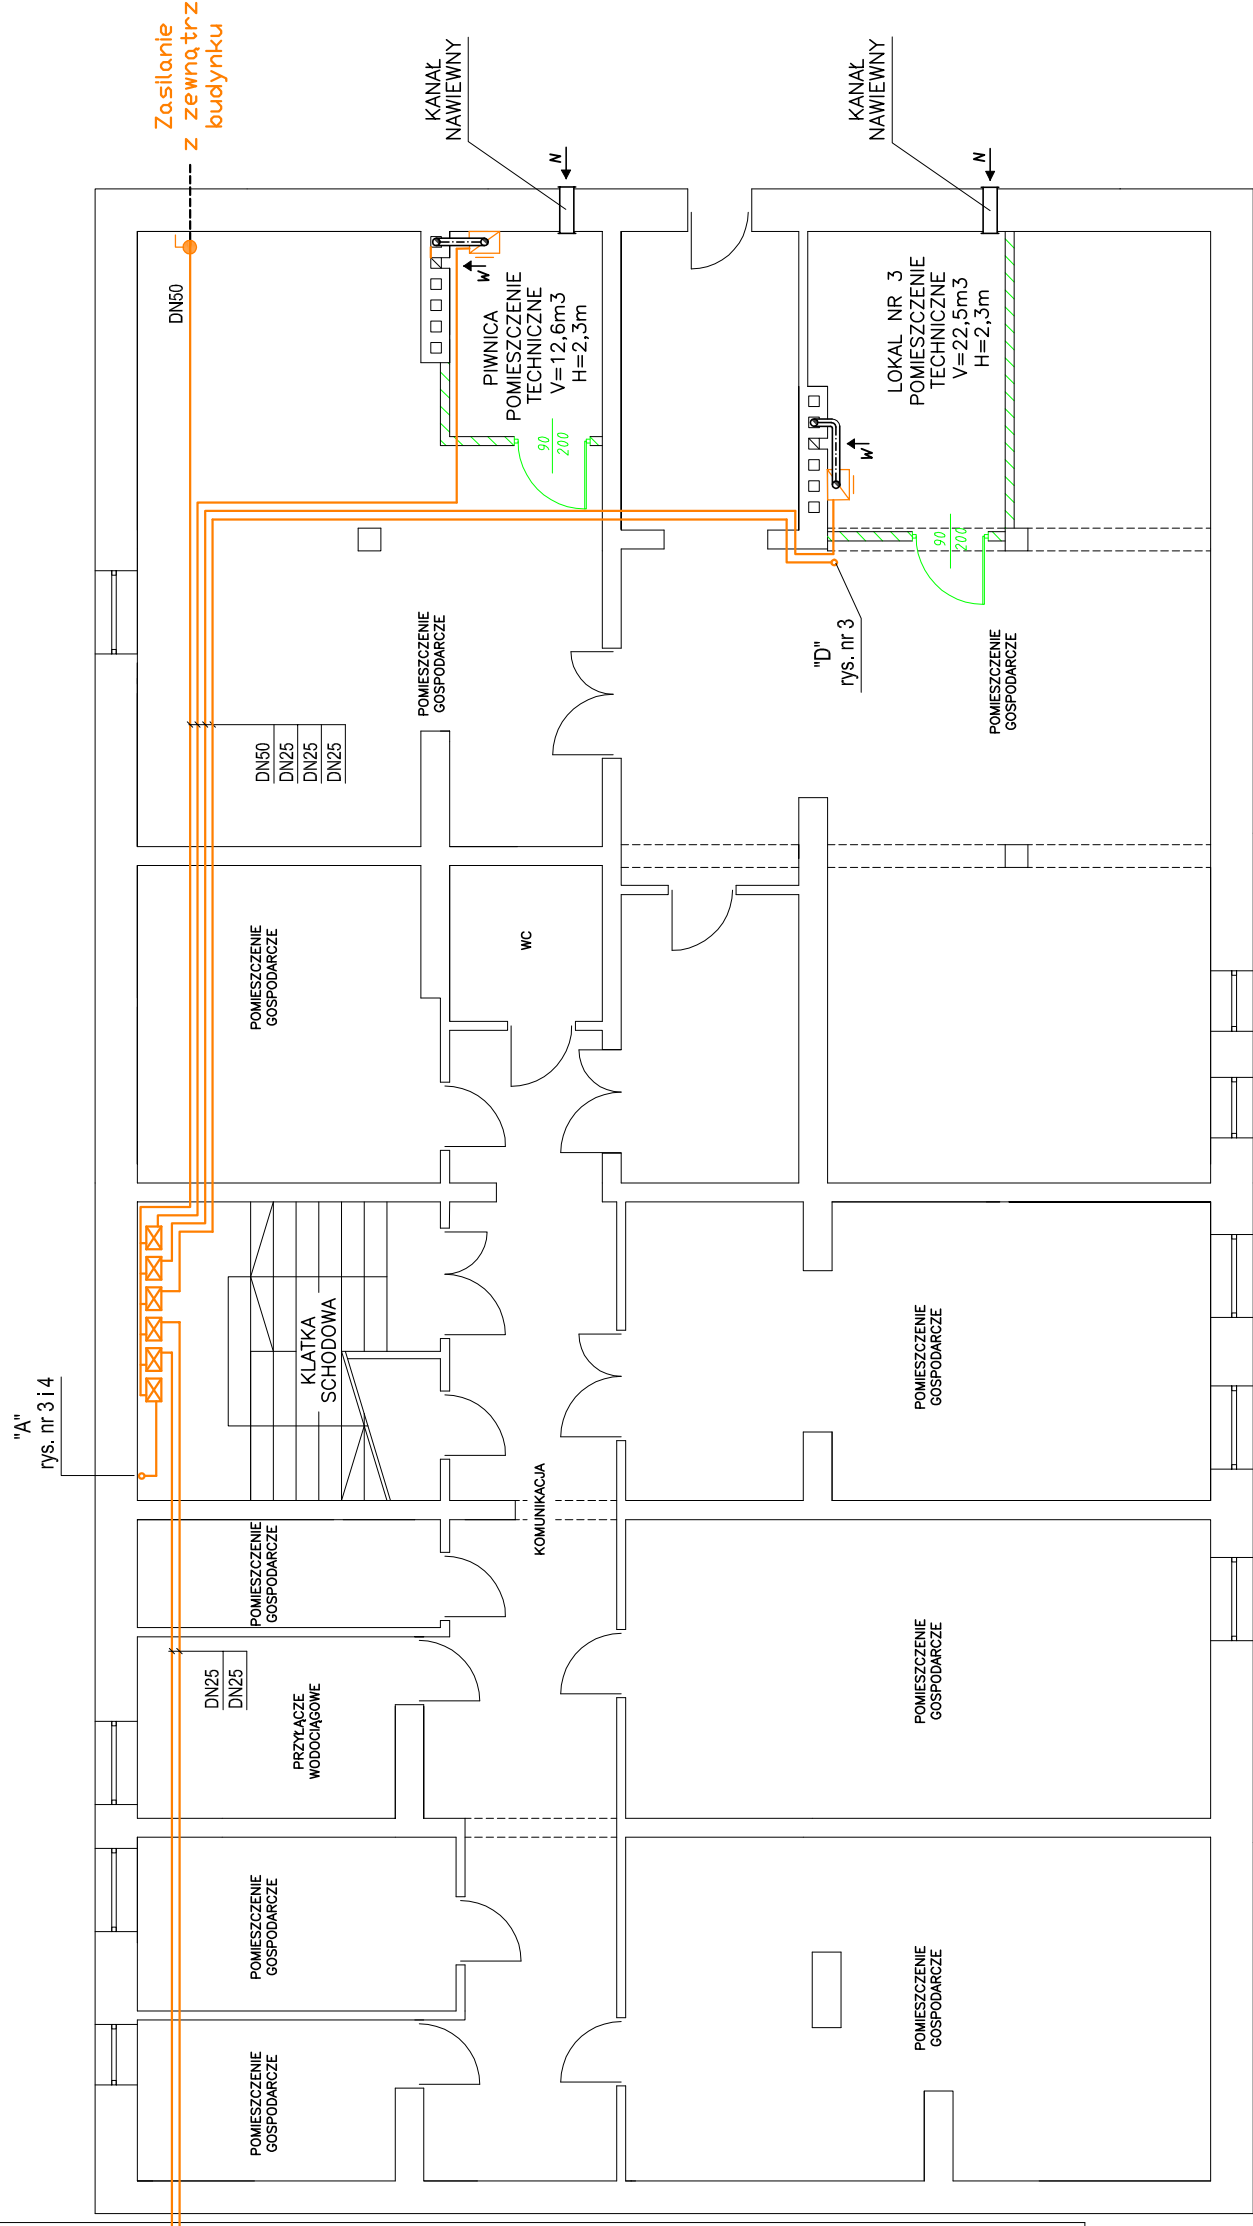 Zasilanie
z zewnątrz
budynku
KANAŁ
NAWIEWNY
KANAŁ
NAWIEWNY
N
N
DN50
W
PIWNICA
POMIESZCZENIE
TECHNICZNE
V=12,6m3
H=2,3m
LOKAL NR 3
POMIESZCZENIE
TECHNICZNE
V=22,5m3
H=2,3m
90
200
W
90
200
"D"
rys. nr 3
POMIESZCZENIE
GOSPODARCZE
POMIESZCZENIE
GOSPODARCZE
DN50
DN25
DN25
DN25
POMIESZCZENIE
GOSPODARCZE
WC
"A"
rys. nr 3 i 4
KLATKA
SCHODOWA
POMIESZCZENIE
GOSPODARCZE
KOMUNIKACJA
POMIESZCZENIE
GOSPODARCZE
DN25
DN25
PRZYŁĄCZE
WODOCIĄGOWE
POMIESZCZENIE
GOSPODARCZE
POMIESZCZENIE
GOSPODARCZE
POMIESZCZENIE
GOSPODARCZE
POMIESZCZENIE
GOSPODARCZE